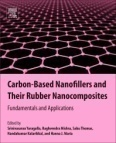 Carbon-Based Nanofillers
and Their Rubber Nanocomposites
Fundamentals and Applications
Edited by
Srinivasarao Yaragalla, Raghvendra Mishra, Sabu Thomas,
Nandakumar Kalarikkal, and Hanna J. Maria